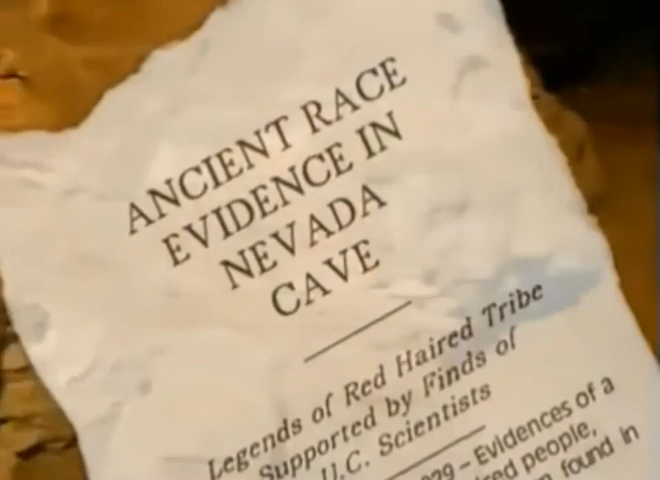 ANCIENT RACE
EVIDENCE IN
NEVADA
CAVE
Legends of Red Haired Tribe
Supported by Finds of
U.C. Scientists
– Evidences of a
people,
found in